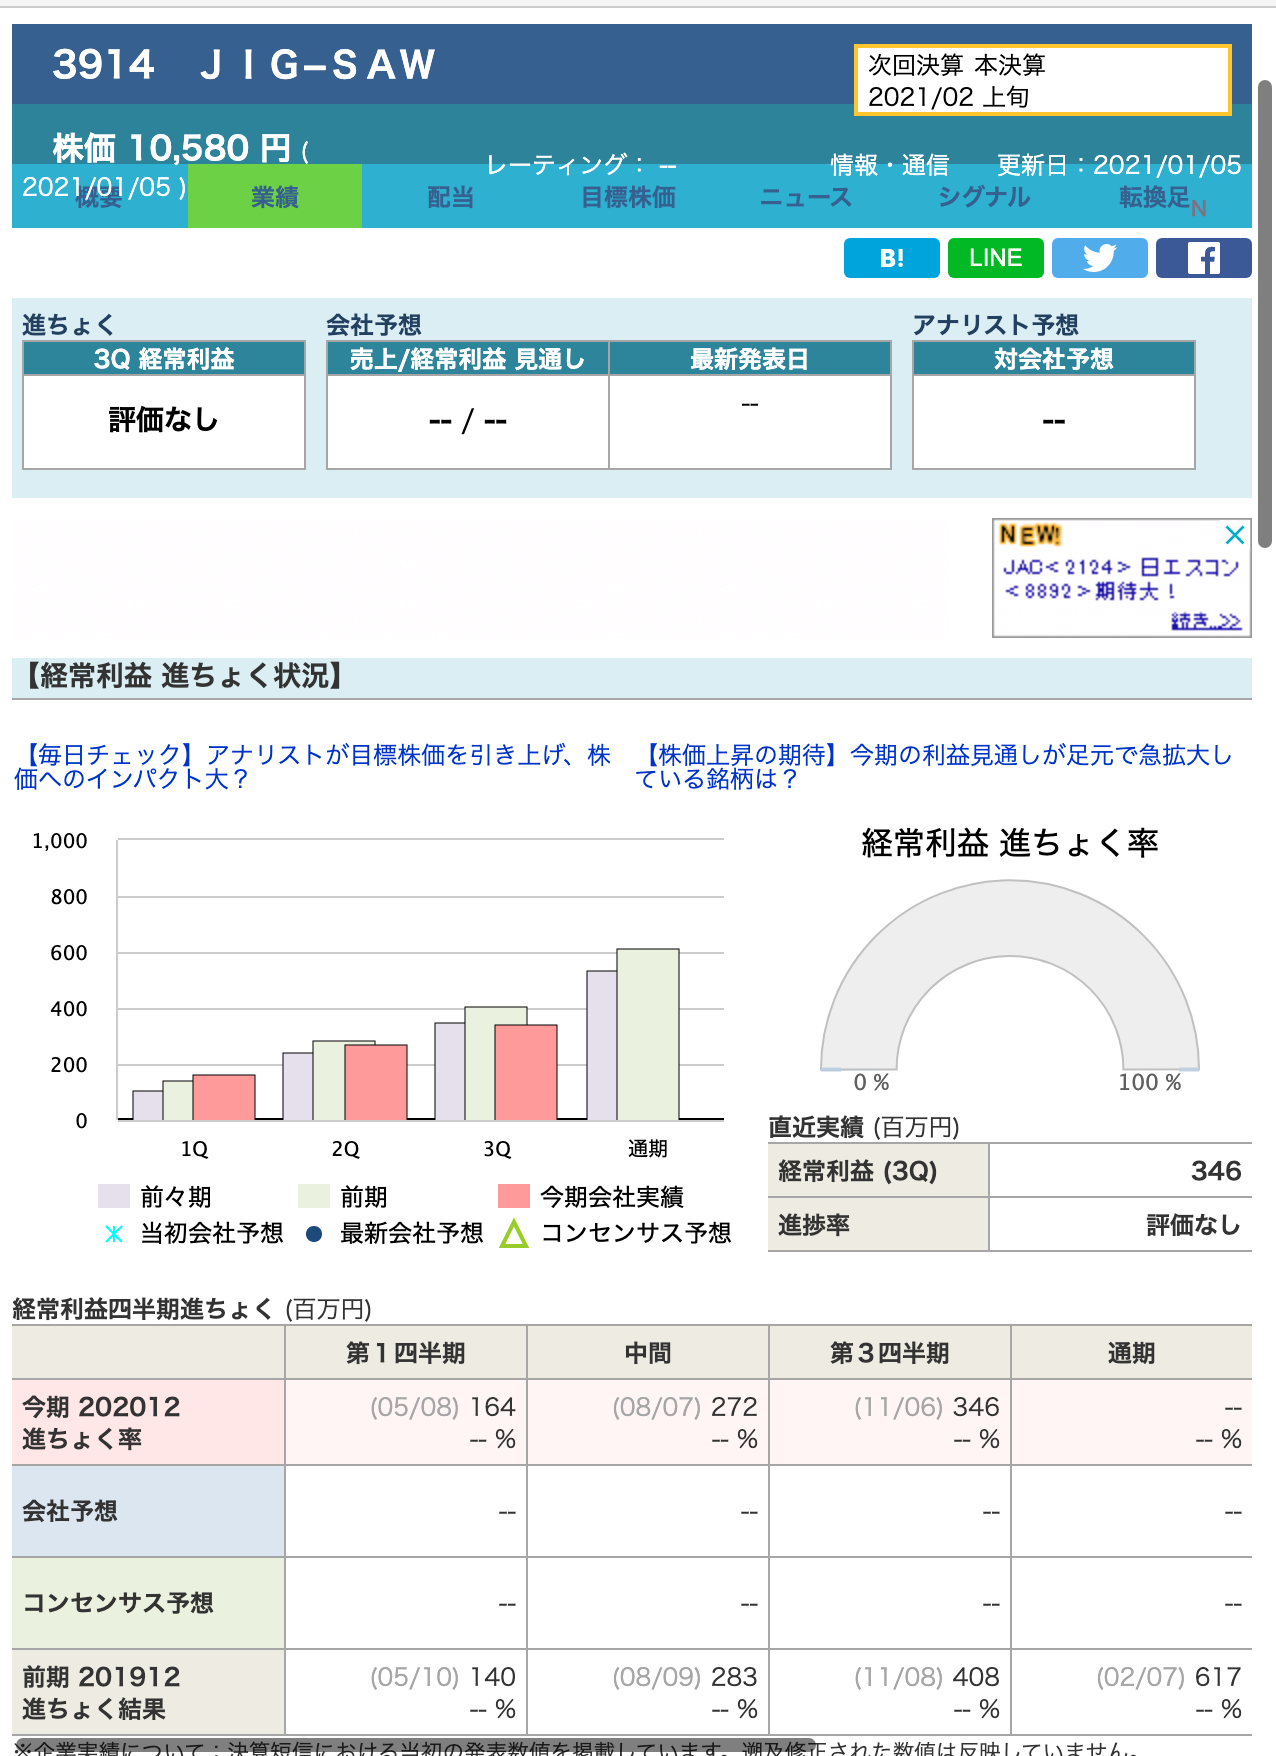 3914　ＪＩＧ−ＳＡＷ
次回決算 本決算
2021/02 上旬
株価 10,580 円 (
2021/01/05 )
レーティング： --
情報・通信
更新日：2021/01/05
概要
業績
配当
目標株価
ニュース
シグナル
転換足
N
B!
LINE
進ちょく
会社予想
アナリスト予想
3Q 経常利益
売上/経常利益 見通し
最新発表日
対会社予想
評価なし
-- / --
--
--
NEW!
JAC<2124> 日エスコン
<8892>期待大！
続き..>>
【経常利益 進ちょく状況】
【毎日チェック】アナリストが目標株価を引き上げ、株
価へのインパクト大？
【株価上昇の期待】今期の利益見通しが足元で急拡大し
ている銘柄は？
1,000
800
600
400
200
0
1Q
2Q
3Q
通期
前々期
前期
今期会社実績
当初会社予想
最新会社予想
コンセンサス予想
経常利益 進ちょく率
0 %
100 %
直近実績 (百万円)
経常利益 (3Q)
346
進捗率
評価なし
経常利益四半期進ちょく (百万円)
第１四半期
中間
第３四半期
通期
今期 202012
進ちょく率
(05/08) 164
-- %
(08/07) 272
-- %
(11/06) 346
-- %
--
-- %
会社予想
--
--
--
--
コンセンサス予想
--
--
--
--
前期 201912
進ちょく結果
(05/10) 140
-- %
(08/09) 283
-- %
(11/08) 408
-- %
(02/07) 617
-- %
※企業実績について：決算短信における当初の発表数値を掲載しています。遡及修正された数値は反映していません。